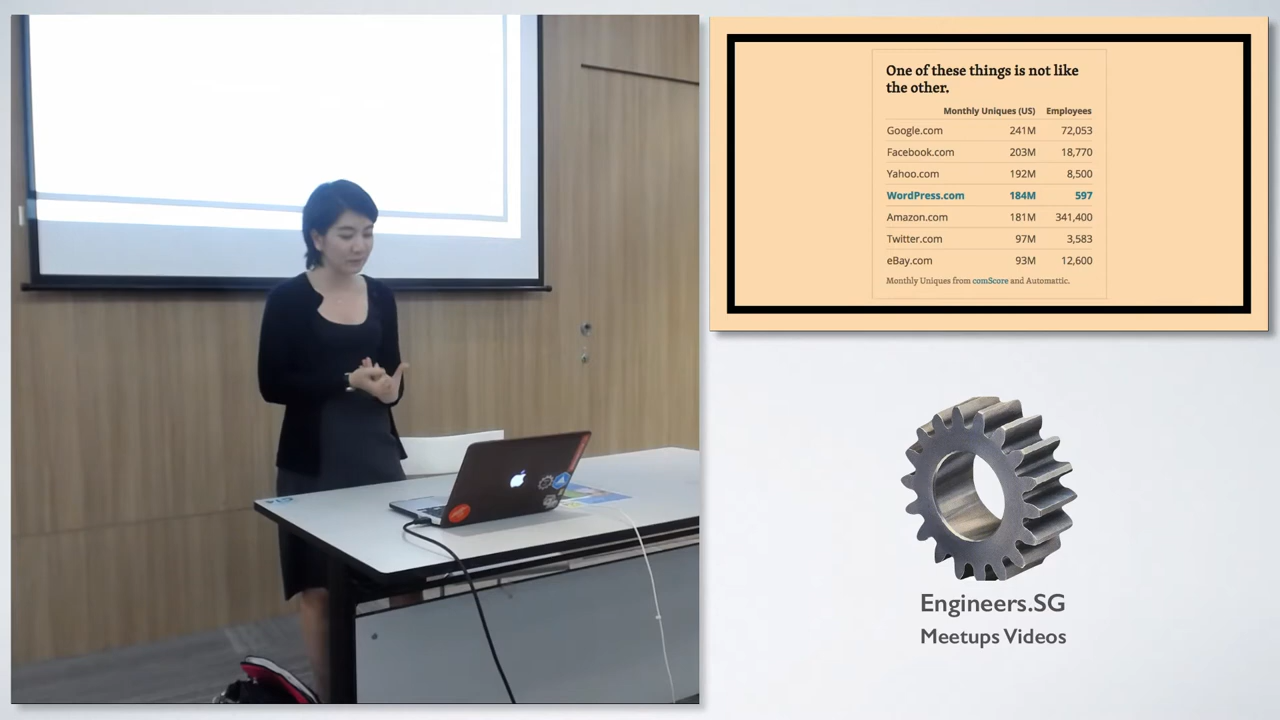 One of these things is not like
the other.
Monthly Uniques (US) Employees
Google.com 241M 72,053
Facebook.com 203M 18,770
Yahoo.com 192M 8,500
WordPress.com 184M 597
Amazon.com 181M 341,400
Twitter.com 97M 3,583
eBay.com 93M 12,600
Monthly Uniques from comScore and Automattic.
Engineers.SG
Meetups Videos